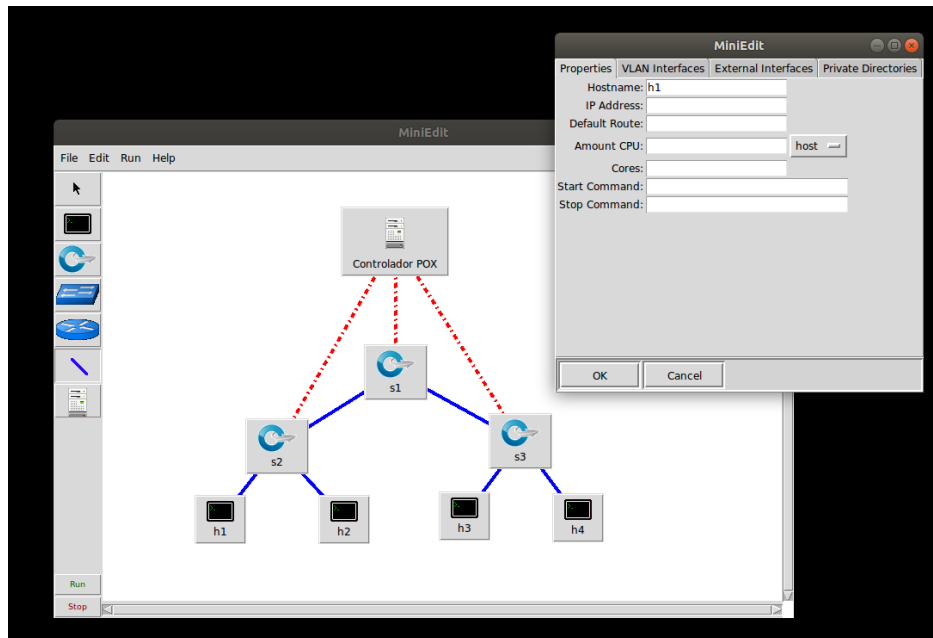 MiniEdit
Properties VLAN Interfaces External Interfaces Private Directories
Hostname: h1
IP Address:
Default Route:
Amount CPU: host
Cores:
Start Command:
Stop Command:
OK Cancel
MiniEdit
File Edit Run Help
Controlador POX
s1
s2
s3
h1
h2
h3
h4
Run
Stop